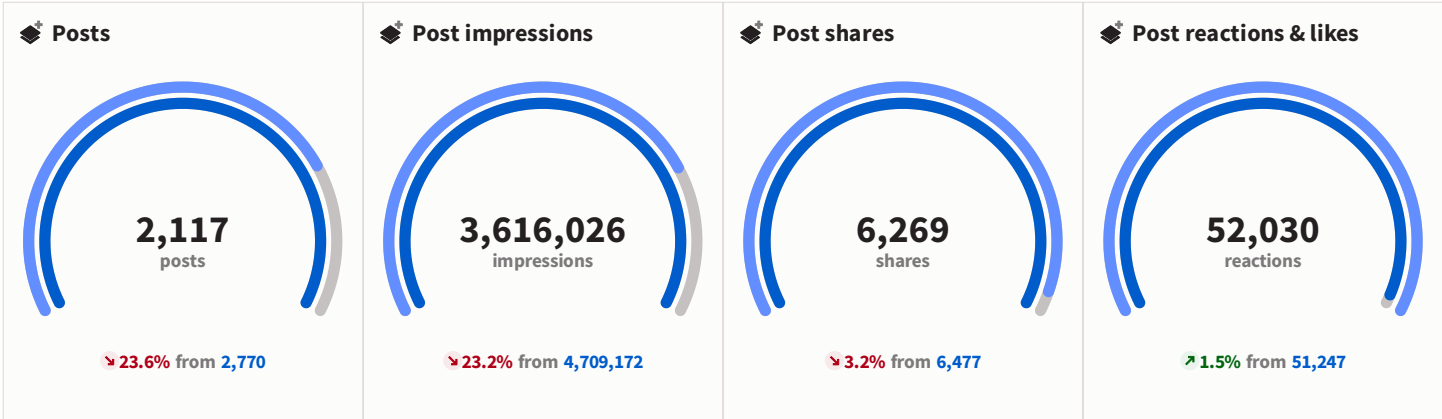 Posts
2,117
posts
23.6% from 2,770
Post impressions
3,616,026
impressions
23.2% from 4,709,172
Post shares
6,269
shares
3.2% from 6,477
Post reactions & likes
52,030
reactions
1.5% from 51,247